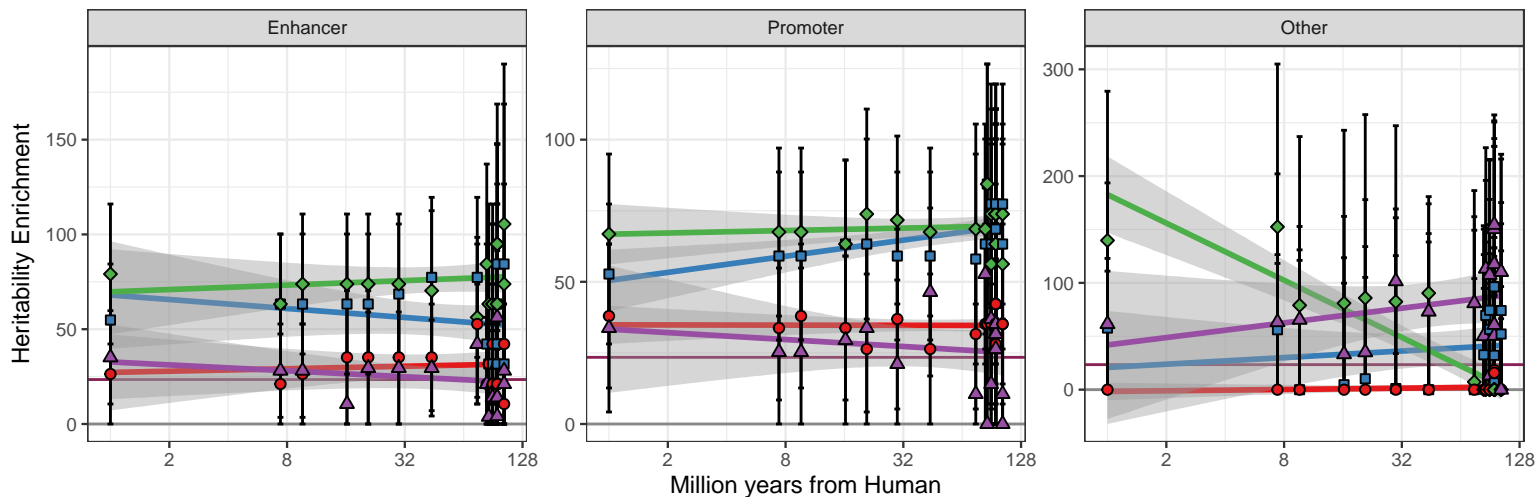 Enhancer Promoter Other
Heritability Enrichment
150
100
50
0
2 8 32 128
100
50
0
2 8 32 128
300
200
100
0
2 8 32 128
Million years from Human